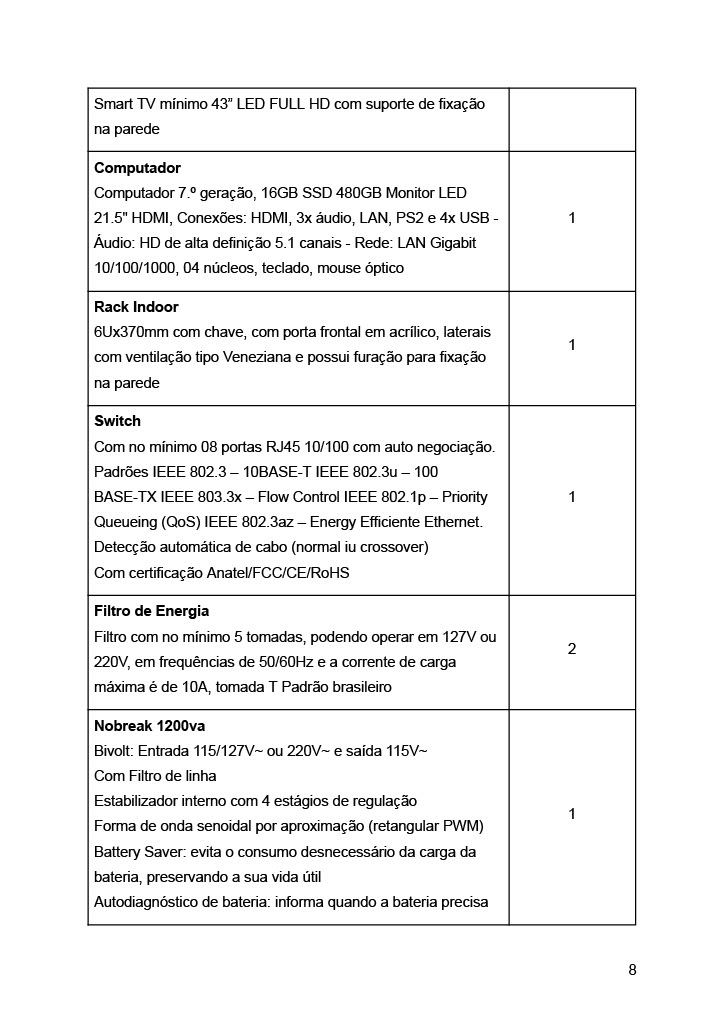 Smart TV mínimo 43” LED FULL HD com suporte de fixação
na parede
Computador
Computador 7.º geração, 16GB SSD 480GB Monitor LED
21.5" HDMI, Conexões: HDMI, 3x áudio, LAN, PS2 e 4x USB -
Áudio: HD de alta definição 5.1 canais - Rede: LAN Gigabit
10/100/1000, 04 núcleos, teclado, mouse óptico
1
Rack Indoor
6Ux370mm com chave, com porta frontal em acrílico, laterais
com ventilação tipo Veneziana e possui furação para fixação
na parede
1
Switch
Com no mínimo 08 portas RJ45 10/100 com auto negociação.
Padrões IEEE 802.3 – 10BASE-T IEEE 802.3u – 100
BASE-TX IEEE 803.3x – Flow Control IEEE 802.1p – Priority
Queueing (QoS) IEEE 802.3az – Energy Efficiente Ethernet.
Detecção automática de cabo (normal iu crossover)
Com certificação Anatel/FCC/CE/RoHS
1
Filtro de Energia
Filtro com no mínimo 5 tomadas, podendo operar em 127V ou
220V, em frequências de 50/60Hz e a corrente de carga
máxima é de 10A, tomada T Padrão brasileiro
2
Nobreak 1200va
Bivolt: Entrada 115/127V~ ou 220V~ e saída 115V~
Com Filtro de linha
Estabilizador interno com 4 estágios de regulação
Forma de onda senoidal por aproximação (retangular PWM)
Battery Saver: evita o consumo desnecessário da carga da
bateria, preservando a sua vida útil
Autodiagnóstico de bateria: informa quando a bateria precisa
1
8